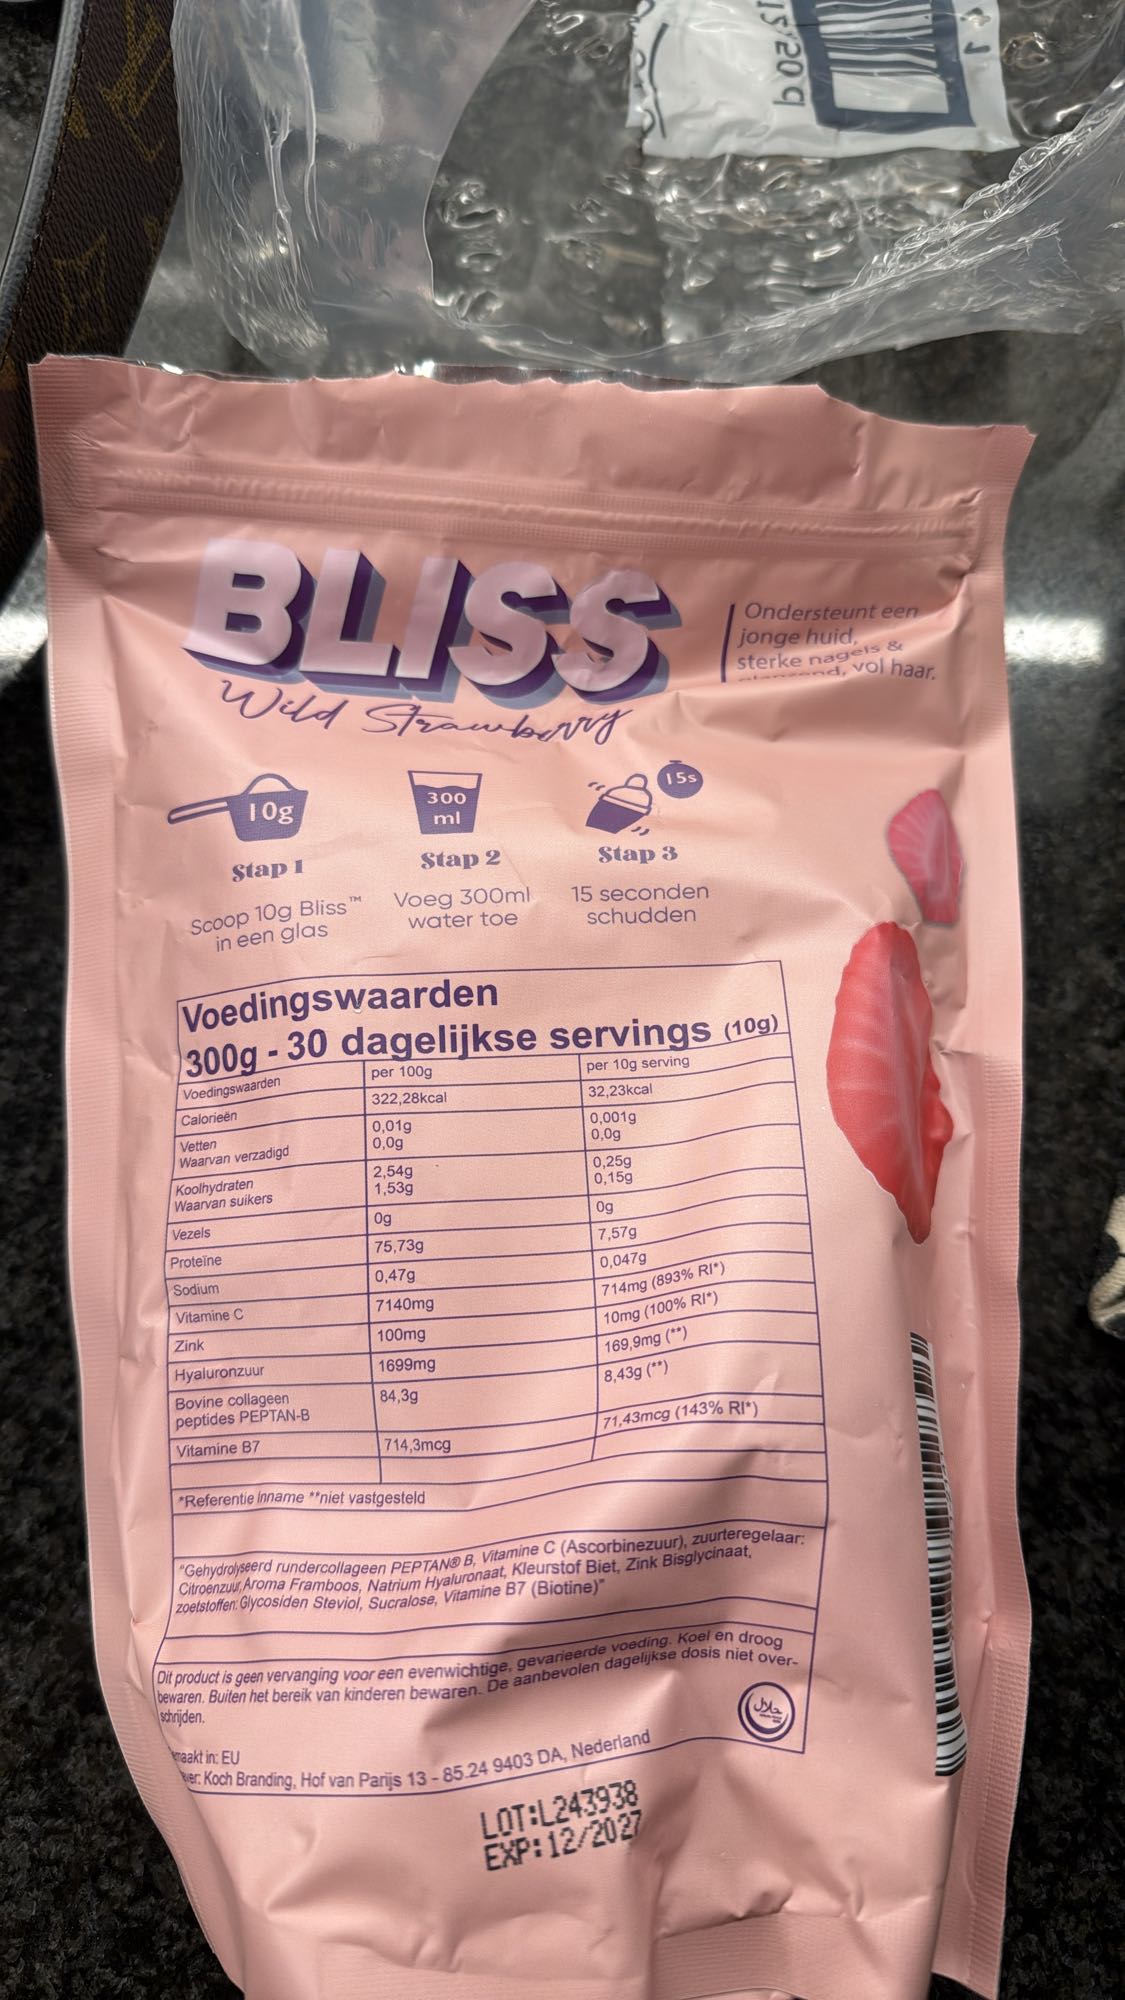 BLISS
Wild Strawberry
Ondersteunt een
jonge huid,
sterke nagels &
vol haar.
10g
300
ml
15s
Stap 1
Stap 2
Stap 3
Scoop 10g Bliss™
in een glas
Voeg 300ml
water toe
15 seconden
schudden
Voedingswaarden
300g - 30 dagelijkse servings (10g)
Voedingswaarden per 100g per 10g serving
Calorieën 322,28kcal 32,23kcal
Vetten 0,01g 0,001g
Waarvan verzadigd 0,0g 0,0g
Koolhydraten 2,54g 0,25g
Waarvan suikers 1,53g 0,15g
Vezels 0g 0g
Proteïne 75,73g 7,57g
Sodium 0,47g 0,047g
Vitamine C 7140mg 714mg (893% RI*)
Zink 100mg 10mg (100% RI*)
Hyaluronzuur 1699mg 169,9mg (**)
Bovine collageen 84,3g 8,43g (**)
peptides PEPTAN-B
Vitamine B7 714,3mcg 71,43mcg (143% RI*)
*Referentie Inname **niet vastgesteld
"Gehydrolyseerd rundercollageen PEPTAN® B, Vitamine C (Ascorbinezuur), zuurteregelaar:
Citroenzuur, Aroma Framboos, Natrium Hyaluronaat, Kleurstof Biet, Zink Bisglycinaat,
zoetstoffen: Glycosiden Steviol, Sucralose, Vitamine B7 (Biotine)"
Dit product is geen vervanging voor een evenwichtige, gevarieerde voeding. Koel en droog
bewaren. Buiten het bereik van kinderen bewaren. De aanbevolen dagelijkse dosis niet over-
schrijden.
in: EU
Koch Branding, Hof van Parijs 13 - 85.24 9403 DA, Nederland
حلال
LOT:L243938
EXP:12/2027